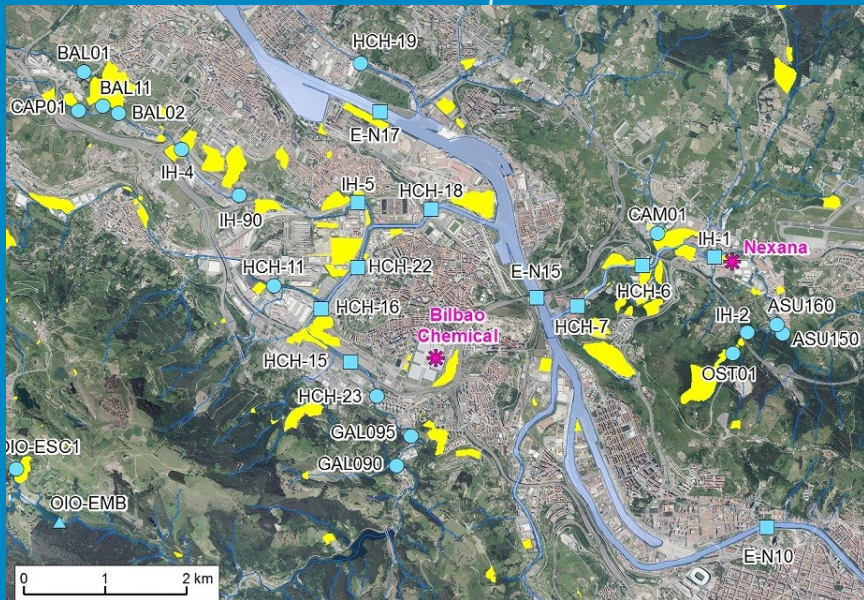 HCH-19
BAL01
BAL11
CAP01
BAL02
E-N17
IH-4
IH-90
IH-5
HCH-18
CAM01
IH-1
Nexana
HCH-11
HCH-22
E-N15
HCH-6
HCH-16
Bilbao
Chemical
HCH-7
IH-2
ASU160
ASU150
HCH-15
OST01
HCH-23
GAL095
OIO-ESC1
GAL090
OIO-EMB
E-N10
0 1 2 km